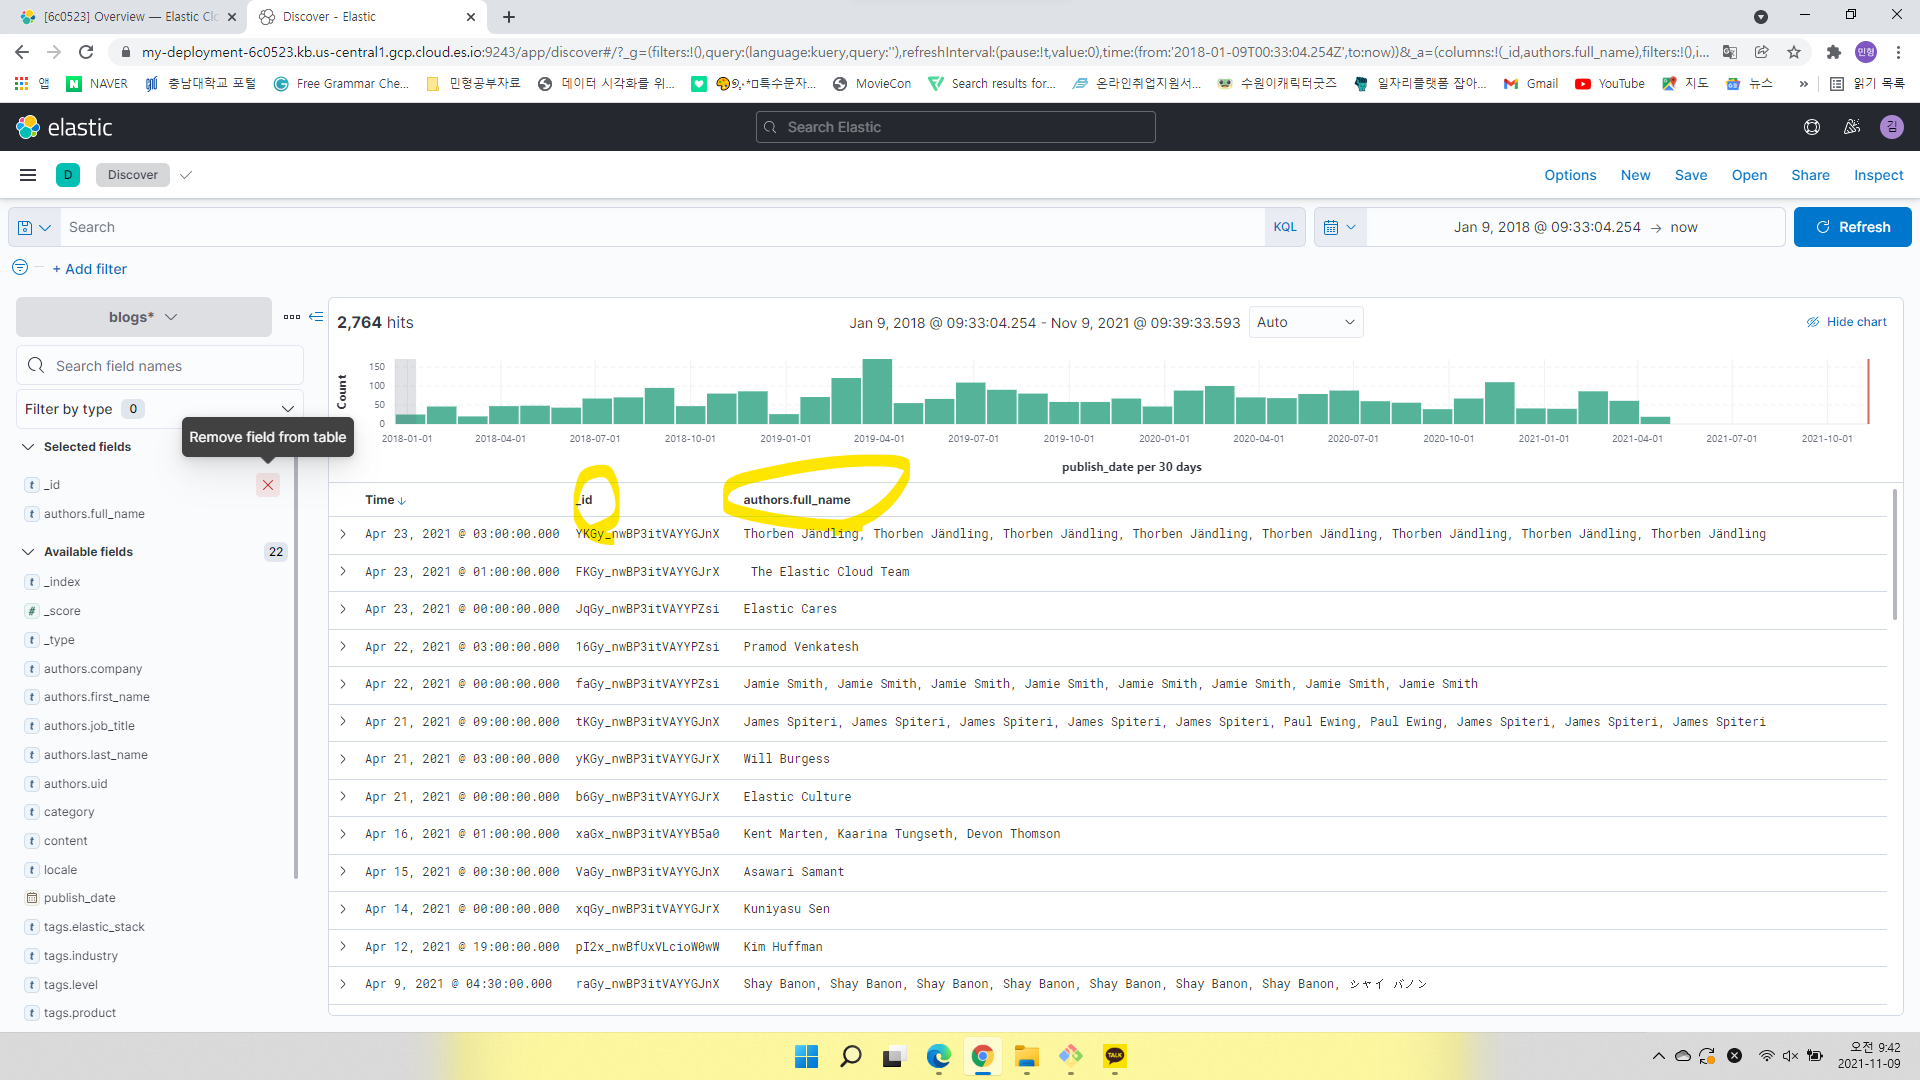 [6c0523] Overview — Elastic Clo
Discover - Elastic
my-deployment-6c0523.kb.us-central1.gcp.cloud.es.io:9243/app/discover#/?_g=(filters:!(),query:(language:kuery,query:''),refreshInterval:(pause:!t,value:0),time:(from:'2018-01-09T00:33:04.254Z',to:now))&_a=(columns:!(_id,authors.full_name),filters:!(),i...
민형
앱 NAVER 충남대학교 포털 Free Grammar Che... 민형공부자료 데이터 시각화를 위... MovieCon Search results for... 온라인취업지원서... 수원이캐릭터굿즈 일자리플랫폼 잡아... Gmail YouTube 지도 뉴스 » 읽기 목록
elastic
Search Elastic
김
D Discover
Options New Save Open Share Inspect
Search
KQL
Jan 9, 2018 @ 09:33:04.254 → now
Refresh
+ Add filter
blogs*
Search field names
Filter by type 0
Remove field from table
Selected fields
t _id
t authors.full_name
Available fields 22
t _index
# _score
t _type
t authors.company
t authors.first_name
t authors.job_title
t authors.last_name
t authors.uid
t category
t content
t locale
publish_date
t tags.elastic_stack
t tags.industry
t tags.level
t tags.product
2,764 hits
Jan 9, 2018 @ 09:33:04.254 - Nov 9, 2021 @ 09:39:33.593
Auto
Hide chart
Count
150
100
50
0
2018-01-01 2018-04-01 2018-07-01 2018-10-01 2019-01-01 2019-04-01 2019-07-01 2019-10-01 2020-01-01 2020-04-01 2020-07-01 2020-10-01 2021-01-01 2021-04-01 2021-07-01 2021-10-01
publish_date per 30 days
Time _id authors.full_name
Apr 23, 2021 @ 03:00:00.000 YKGy_nwBP3itVAYYGJnX Thorben Jändling, Thorben Jändling, Thorben Jändling, Thorben Jändling, Thorben Jändling, Thorben Jändling, Thorben Jändling, Thorben Jändling
Apr 23, 2021 @ 01:00:00.000 FKGy_nwBP3itVAYYGJrX The Elastic Cloud Team
Apr 23, 2021 @ 00:00:00.000 JqGy_nwBP3itVAYYPZsi Elastic Cares
Apr 22, 2021 @ 03:00:00.000 16Gy_nwBP3itVAYYPZsi Pramod Venkatesh
Apr 22, 2021 @ 00:00:00.000 faGy_nwBP3itVAYYPZsi Jamie Smith, Jamie Smith, Jamie Smith, Jamie Smith, Jamie Smith, Jamie Smith, Jamie Smith, Jamie Smith
Apr 21, 2021 @ 09:00:00.000 tKGy_nwBP3itVAYYGJnX James Spiteri, James Spiteri, James Spiteri, James Spiteri, James Spiteri, Paul Ewing, Paul Ewing, James Spiteri, James Spiteri, James Spiteri
Apr 21, 2021 @ 03:00:00.000 yKGy_nwBP3itVAYYGJrX Will Burgess
Apr 21, 2021 @ 00:00:00.000 b6Gy_nwBP3itVAYYGJrX Elastic Culture
Apr 16, 2021 @ 01:00:00.000 xaGx_nwBP3itVAYYB5a0 Kent Marten, Kaarina Tungseth, Devon Thomson
Apr 15, 2021 @ 00:30:00.000 VaGy_nwBP3itVAYYGJnX Asawari Samant
Apr 14, 2021 @ 00:00:00.000 xqGy_nwBP3itVAYYGJrX Kuniyasu Sen
Apr 12, 2021 @ 19:00:00.000 pI2x_nwBfUxVLcioW0wW Kim Huffman
Apr 9, 2021 @ 04:30:00.000 raGy_nwBP3itVAYYGJnX Shay Banon, Shay Banon, Shay Banon, Shay Banon, Shay Banon, Shay Banon, Shay Banon, シャイ バノン
TALK
오전 9:42
2021-11-09